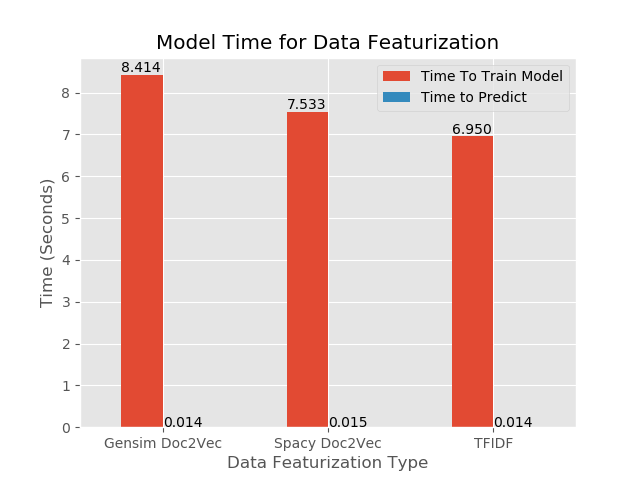 Model Time for Data Featurization
8.414
7.533
6.950
Time To Train Model
Time to Predict
8
7
6
5
4
3
2
1
0
Time (Seconds)
0.014
0.015
0.014
Gensim Doc2Vec
Spacy Doc2Vec
TFIDF
Data Featurization Type